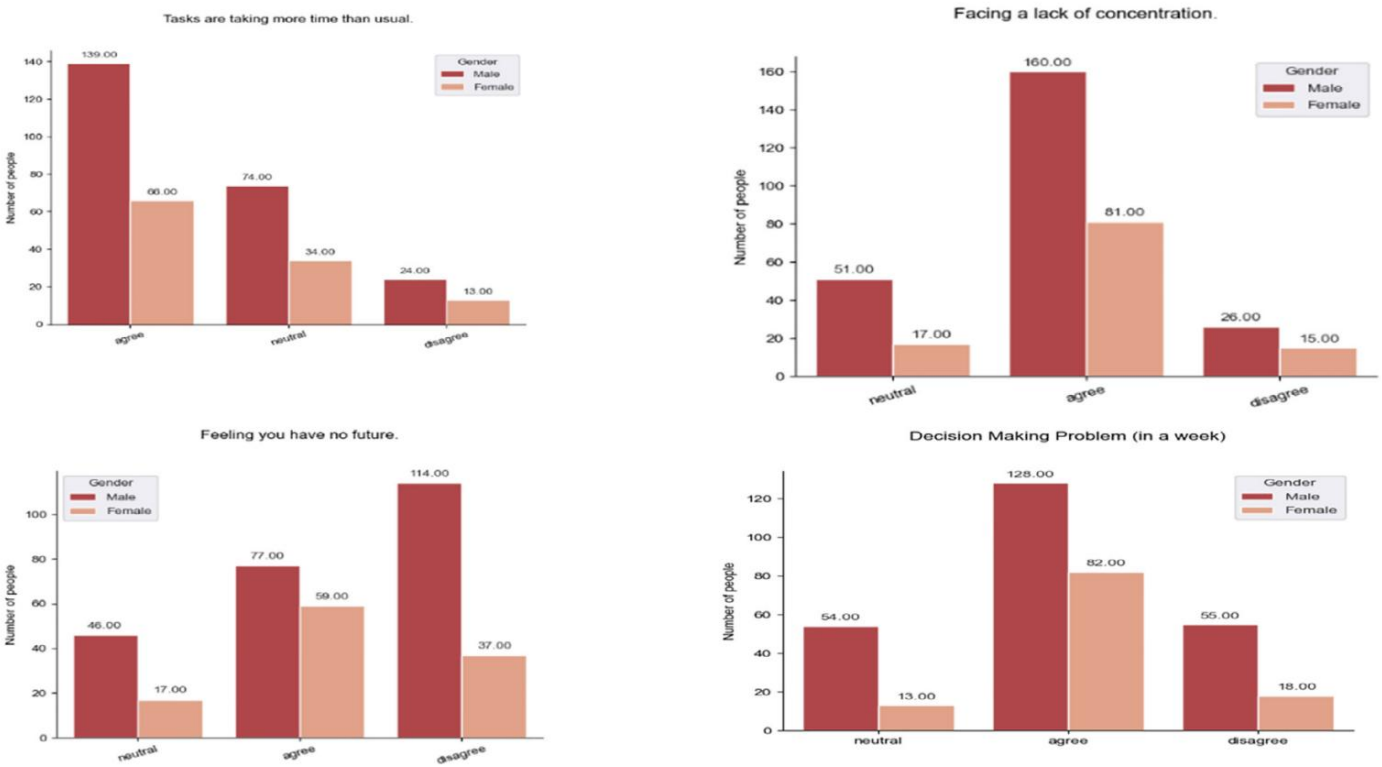 Tasks are taking more time than usual.
139.00
140
Gender
Male
Female
120
100
Number of people
80
74.00
66.00
60
40
34.00
24.00
20
13.00
0
agree
neutral
disagree
Facing a lack of concentration.
160.00
160
Gender
Male
Female
140
120
100
Number of people
81.00
80
60
51.00
40
26.00
20
17.00
15.00
0
neutral
agree
disagree
Feeling you have no future.
114.00
Gender
Male
Female
100
77.00
80
Number of people
59.00
60
46.00
40
37.00
20
17.00
0
neutral
agree
disagree
Decision Making Problem (in a week)
128.00
Gender
Male
Female
120
100
82.00
80
Number of people
60
54.00
55.00
40
20
13.00
18.00
0
neutral
agree
disagree